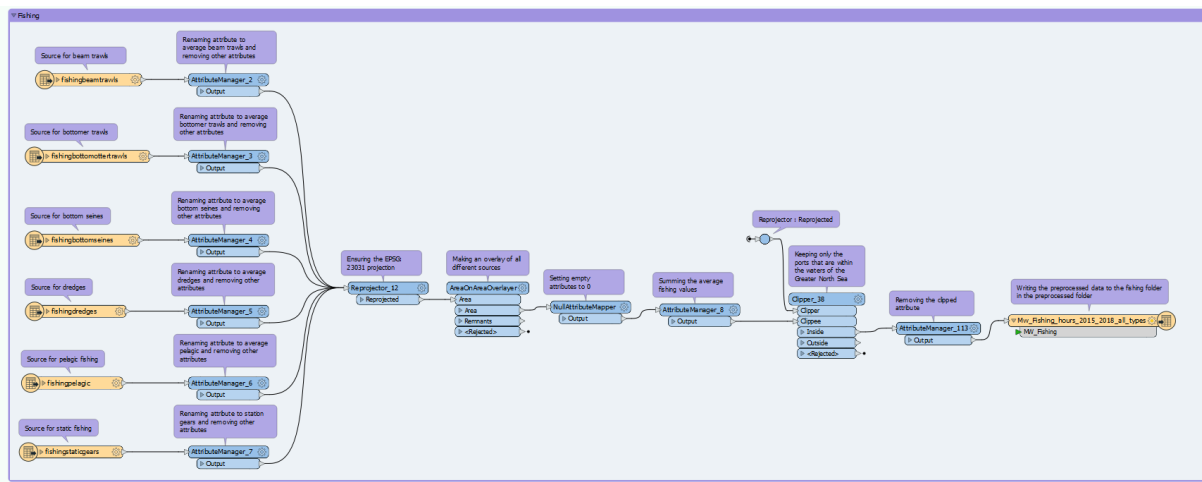 Fishing
Source for beam trawls
Renaming attribute to
average beam trawls and
removing other attributes
fishingbeamtrawls
AttributeManager_2
Output
Source for bottomer trawls
Renaming attribute to average
bottomer trawls and removing
other attributes
fishingbottomottertrawls
AttributeManager_3
Output
Source for bottom seines
Renaming attribute to average
bottom seines and removing
other attributes
fishingbottomseines
AttributeManager_4
Output
Source for dredges
Renaming attribute to average
dredges and removing other
attributes
fishingdredges
AttributeManager_5
Output
Source for pelagic fishing
Renaming attribute to average
pelagic and removing other
attributes
fishingpelagic
AttributeManager_6
Output
Source for static fishing
Renaming attribute to station
gears and removing other
attributes
fishingstaticgears
AttributeManager_7
Output
Ensuring the EPSG:
23031 projection
Reprojector_12
Reprojected
Making an overlay of all
different sources
AreaOnAreaOverlayer
Area
Area
Remnants
<Rejected>
Setting empty
attributes to 0
NullAttributeMapper
Output
Summing the average
fishing values
AttributeManager_8
Output
Reprojector : Reprojected
Keeping only the
ports that are within
the waters of the
Greater North Sea
Clipper_38
Clipper
Clippee
Inside
Outside
<Rejected>
Removing the clipped
attribute
AttributeManager_113
Output
Writing the preprocessed data to the fishing folder
in the preprocessed folder
Mw_Fishing_hours_2015_2018_all_types
MW_Fishing